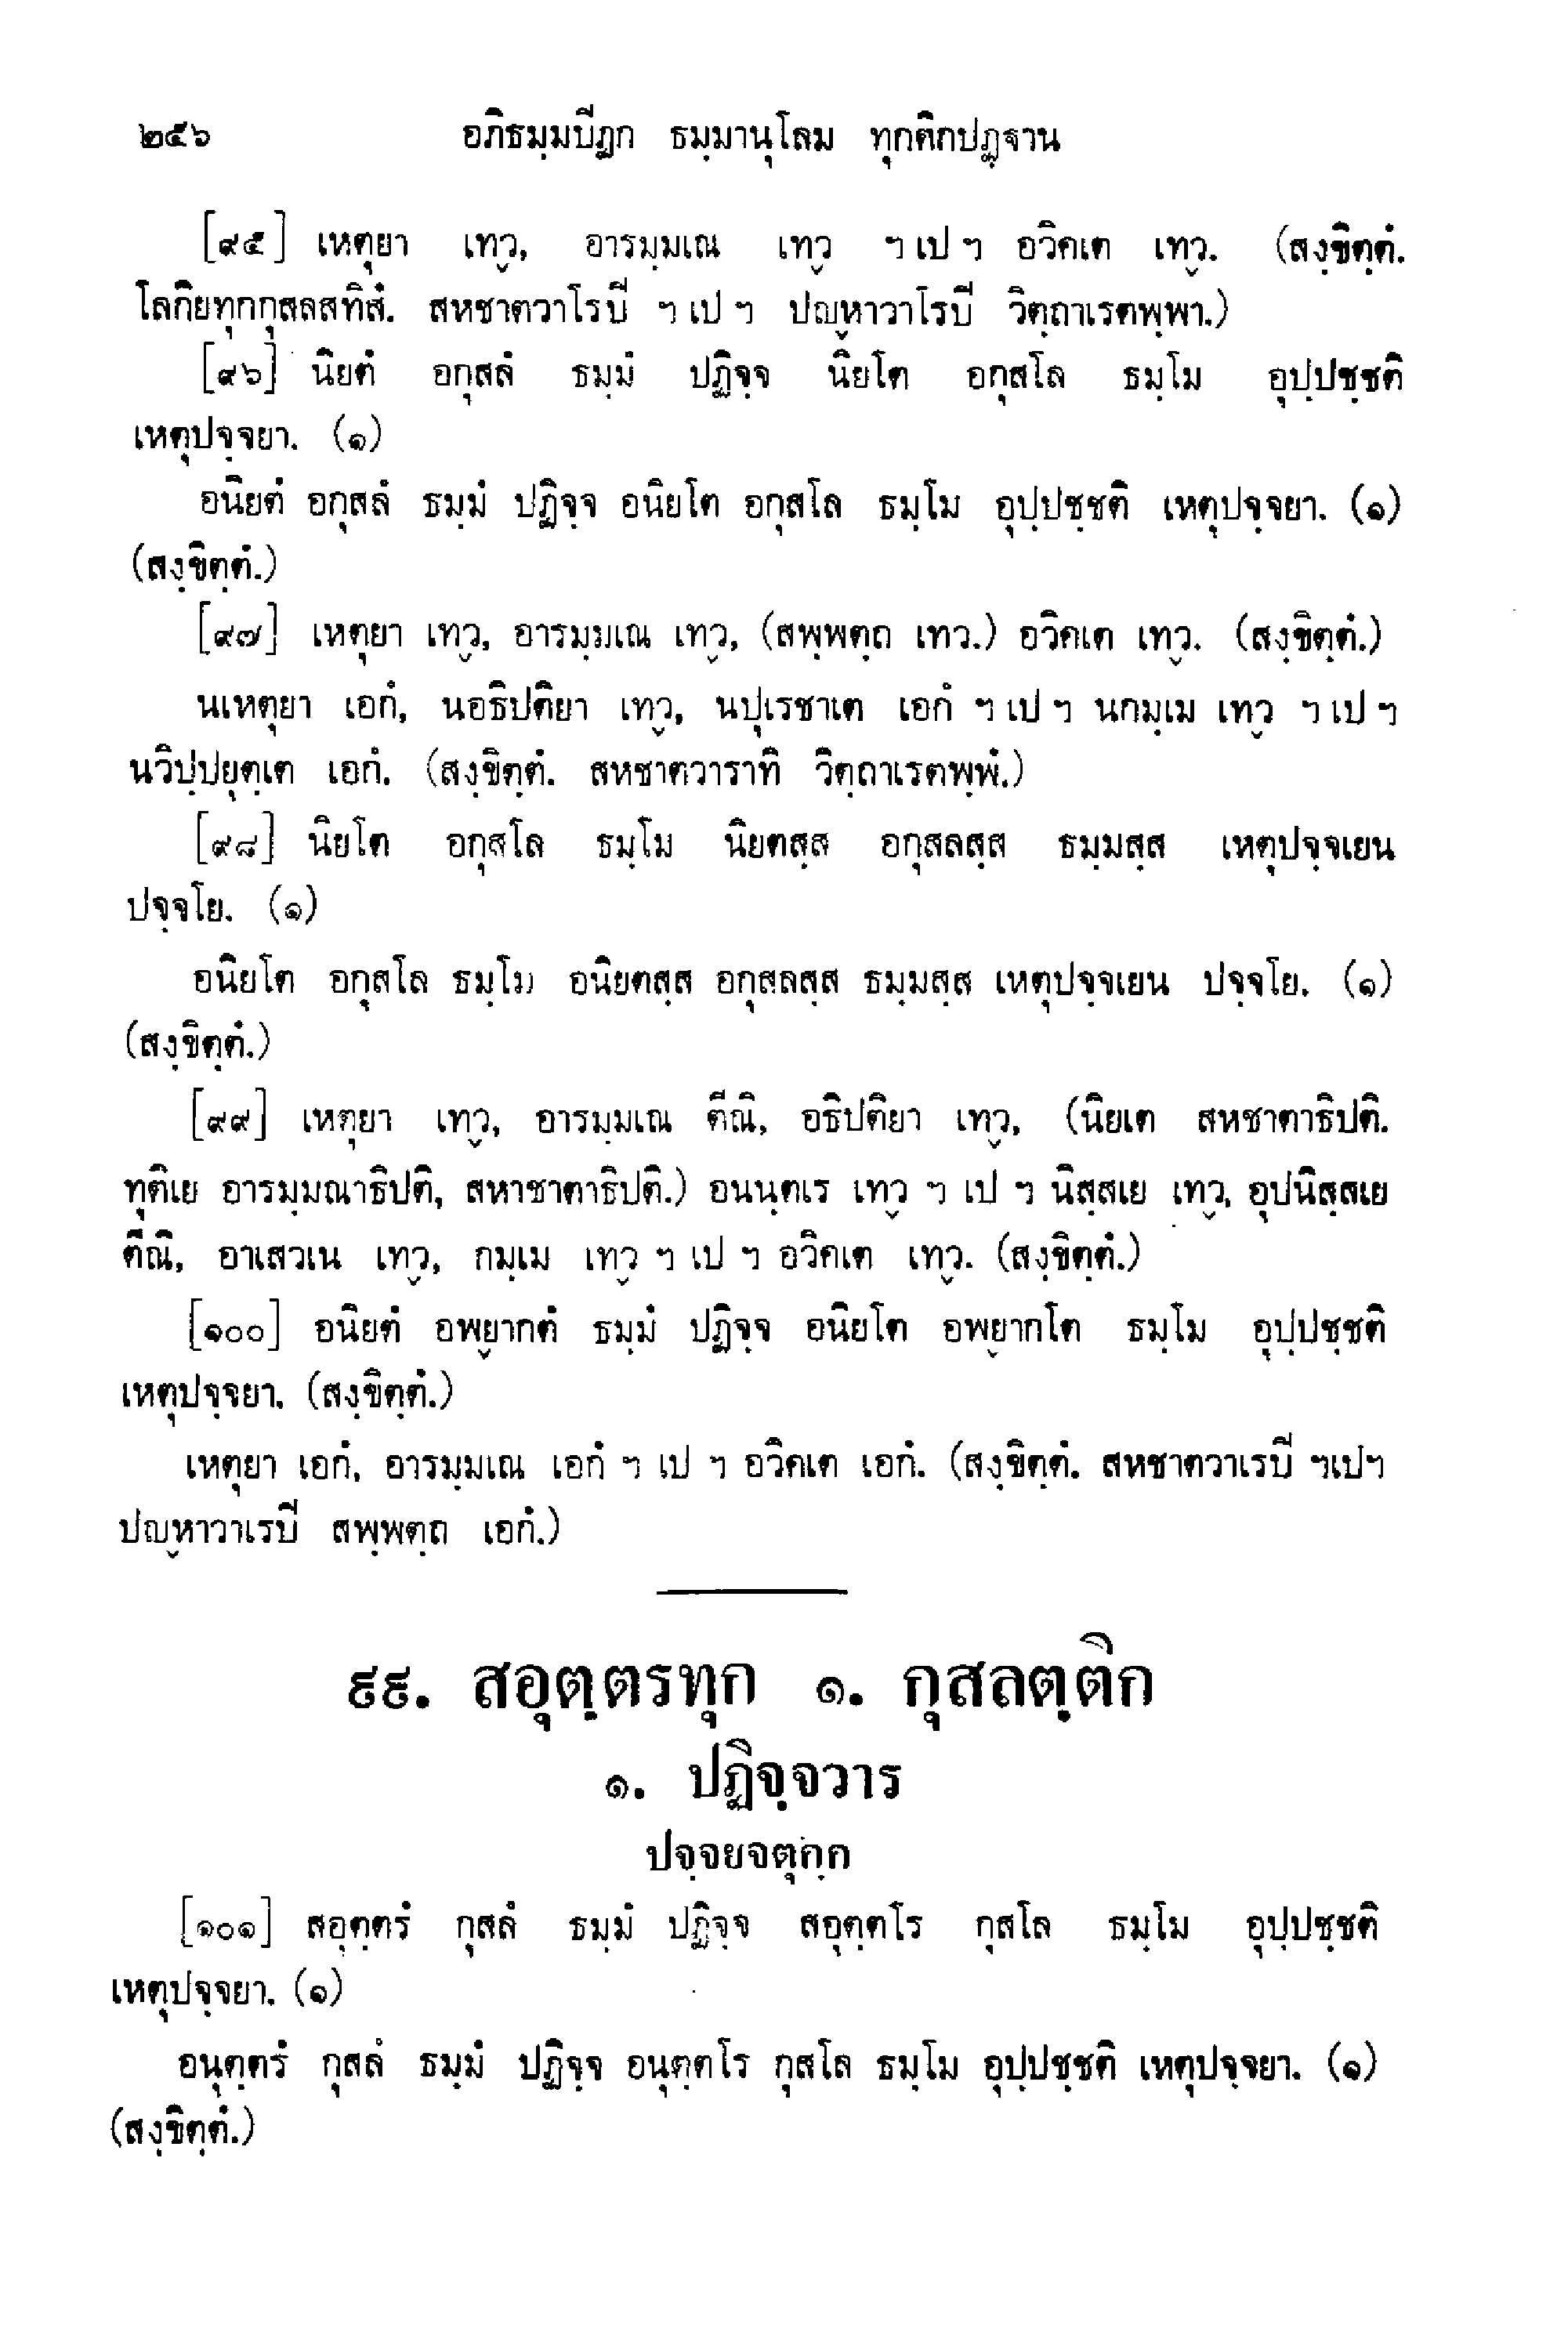 ๒๕๖ อภิธมฺมปีฏก ธมฺมานุโลม ทุกติกปฏฺฐาน
[๙๕] เหตุยา เทฺว, อารมฺมเณ เทฺว ฯ เป ฯ อวิคเต เทฺว. (สงฺขิตฺตํ.
โลกิยทุกกุสลสทิสํ. สหชาตวาโรปี ฯ เป ฯ ปญฺหาวาโรปี วิตฺถาเรตพฺพา.)
[๙๖] นิยตํ อกุสลํ ธมฺมํ ปฏิจฺจ นิยโต อกุสโล ธมฺโม อุปฺปชฺชติ
เหตุปจฺจยา. (๑)
อนิยตํ อกุสลํ ธมฺมํ ปฏิจฺจ อนิยโต อกุสโล ธมฺโม อุปฺปชฺชติ เหตุปจฺจยา. (๑)
(สงฺขิตฺตํ.)
[๙๗] เหตุยา เทฺว, อารมฺมเณ เทฺว, (สพฺพตฺถ เทว.) อวิคเต เทฺว. (สงฺขิตฺตํ.)
นเหตุยา เอกํ, นอธิปติยา เทฺว, นปุเรชาเต เอกํ ฯ เป ฯ นกมฺเม เทฺว ฯ เป ฯ
นวิปฺปยุตฺเต เอกํ. (สงฺขิตฺตํ. สหชาตวาราทิ วิตฺถาเรตพฺพํ.)
[๙๘] นิยโต อกุสโล ธมฺโม นิยตสฺส อกุสลสฺส ธมฺมสฺส เหตุปจฺจเยน
ปจฺจโย. (๑)
อนิยโต อกุสโล ธมฺโม อนิยตสฺส อกุสลสฺส ธมฺมสฺส เหตุปจฺจเยน ปจฺจโย. (๑)
(สงฺขิตฺตํ.)
[๙๙] เหตุยา เทฺว, อารมฺมเณ ตีณิ, อธิปติยา เทฺว, (นิยเต สหชาตาธิปติ.
ทุติเย อารมฺมณาธิปติ, สหาชาตาธิปติ.) อนนฺตเร เทฺว ฯ เป ฯ นิสฺสเย เทฺว, อุปนิสฺสเย
ตีณิ, อาเสวเน เทฺว, กมฺเม เทฺว ฯ เป ฯ อวิคเต เทฺว. (สงฺขิตฺตํ.)
[๑๐๐] อนิยตํ อพฺยากตํ ธมฺมํ ปฏิจฺจ อนิยโต อพฺยากโต ธมฺโม อุปฺปชฺชติ
เหตุปจฺจยา. (สงฺขิตฺตํ.)
เหตุยา เอกํ, อารมฺมเณ เอกํ ฯ เป ฯ อวิคเต เอกํ. (สงฺขิตฺตํ. สหชาตวาเรปี ฯเปฯ
ปญฺหาวาเรปี สพฺพตฺถ เอกํ.)
๙๙. สอุตฺตรทุก ๑. กุสลตฺติก
๑. ปฏิจฺจวาร
ปจฺจยจตุกฺก
[๑๐๑] สอุตฺตรํ กุสลํ ธมฺมํ ปฏิจฺจ สอุตฺตโร กุสโล ธมฺโม อุปฺปชฺชติ
เหตุปจฺจยา. (๑)
อนุตฺตรํ กุสลํ ธมฺมํ ปฏิจฺจ อนุตฺตโร กุสโล ธมฺโม อุปฺปชฺชติ เหตุปจฺจยา. (๑)
(สงฺขิตฺตํ.)